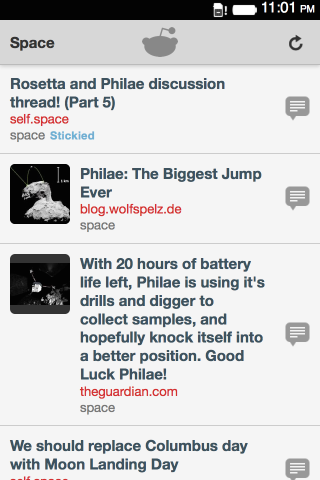 11:01 PM
Space
Rosetta and Philae discussion
thread! (Part 5)
self.space
space Stickied
Philae: The Biggest Jump
Ever
blog.wolfspelz.de
space
With 20 hours of battery
life left, Philae is using it's
drills and digger to
collect samples, and
hopefully knock itself into
a better position. Good
Luck Philae!
theguardian.com
space
We should replace Columbus day
with Moon Landing Day
self.space